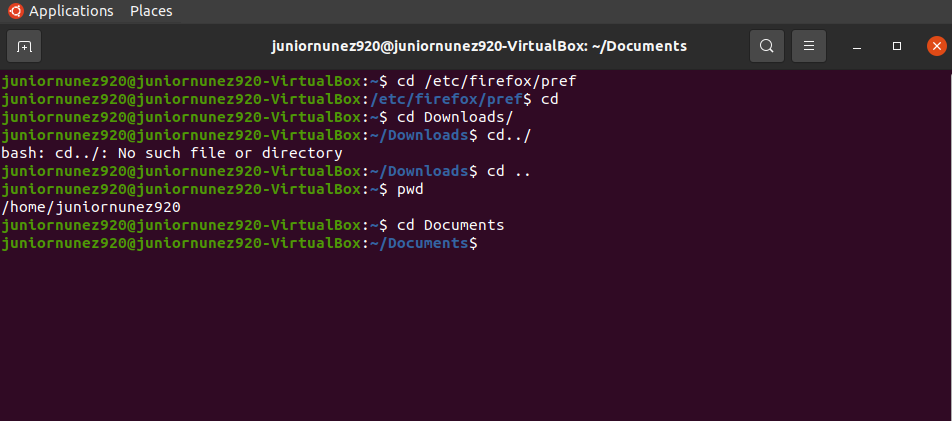 Applications Places
juniornunez920@juniornunez920-VirtualBox: ~/Documents
juniornunez920@juniornunez920-VirtualBox:~$ cd /etc/firefox/pref
juniornunez920@juniornunez920-VirtualBox:/etc/firefox/pref$ cd
juniornunez920@juniornunez920-VirtualBox:~$ cd Downloads/
juniornunez920@juniornunez920-VirtualBox:~/Downloads$ cd../
bash: cd../: No such file or directory
juniornunez920@juniornunez920-VirtualBox:~/Downloads$ cd ..
juniornunez920@juniornunez920-VirtualBox:~$ pwd
/home/juniornunez920
juniornunez920@juniornunez920-VirtualBox:~$ cd Documents
juniornunez920@juniornunez920-VirtualBox:~/Documents$